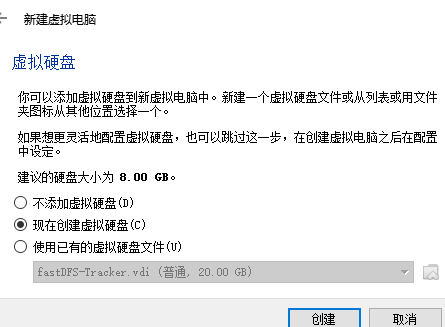 新建虚拟电脑
虚拟硬盘
你可以添加虚拟硬盘到新虚拟电脑中。新建一个虚拟硬盘文件或从列表或用文件
夹图标从其他位置选择一个。
如果想更灵活地配置虚拟硬盘，也可以跳过这一步，在创建虚拟电脑之后在配置
中设定。
建议的硬盘大小为 8.00 GB。
不添加虚拟硬盘(D)
现在创建虚拟硬盘(C)
使用已有的虚拟硬盘文件(U)
fastDFS-Tracker.vdi (普通, 20.00 GB)
创建
取消